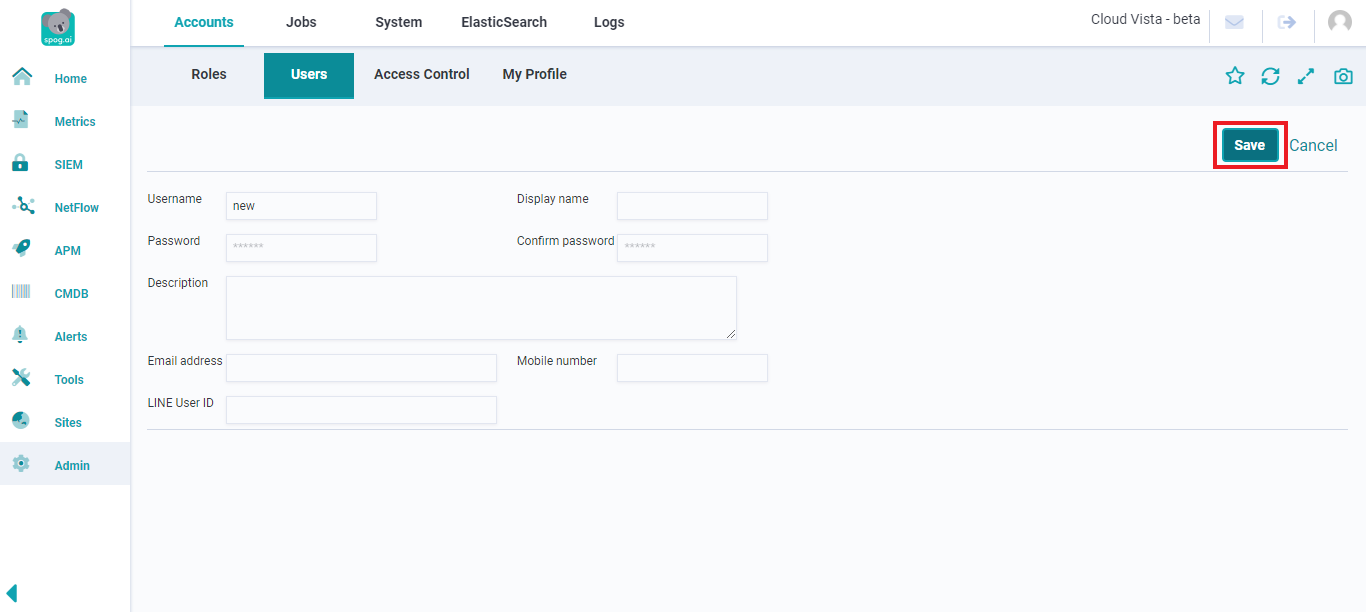 spog.ai
Accounts Jobs System ElasticSearch Logs
Cloud Vista - beta
Roles Users Access Control My Profile
Home
Metrics
SIEM
NetFlow
APM
CMDB
Alerts
Tools
Sites
Admin
Save Cancel
Username new Display name
Password ****** Confirm password ******
Description
Email address Mobile number
LINE User ID